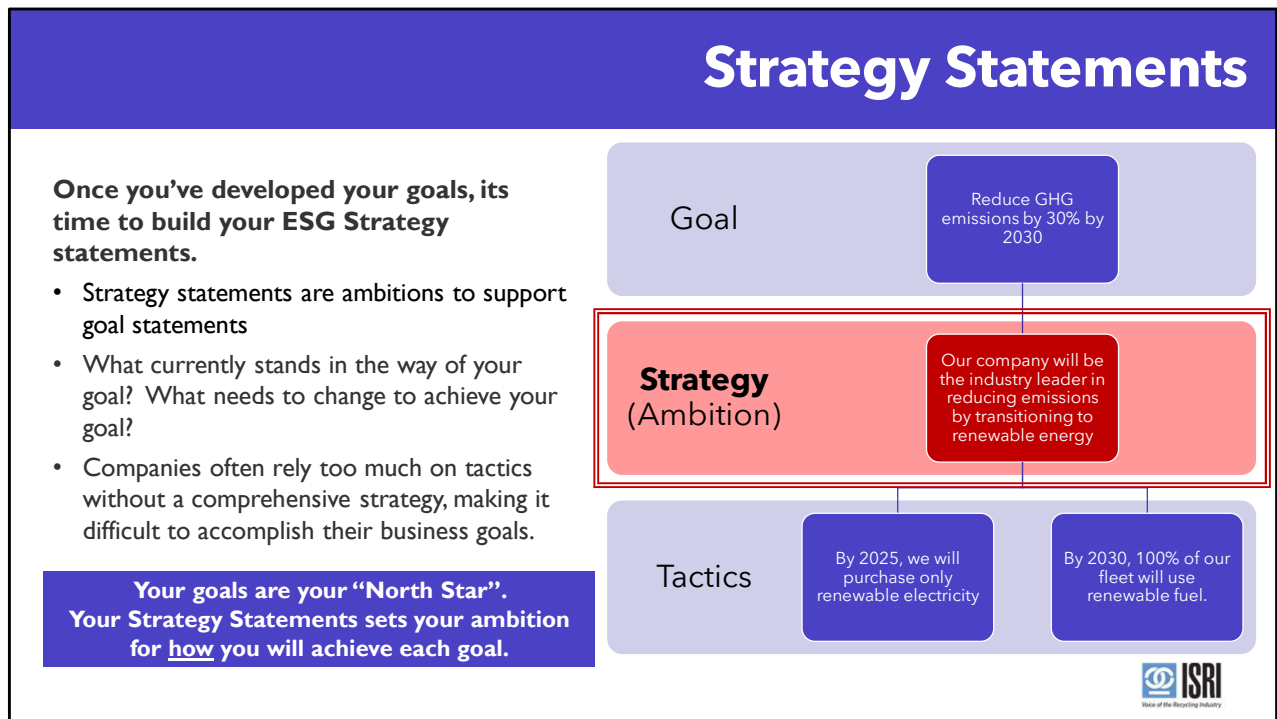 Strategy Statements
Once you’ve developed your goals, its
time to build your ESG Strategy
statements.
• Strategy statements are ambitions to support
goal statements
• What currently stands in the way of your
goal? What needs to change to achieve your
goal?
• Companies often rely too much on tactics
without a comprehensive strategy, making it
difficult to accomplish their business goals.
Your goals are your “North Star”.
Your Strategy Statements sets your ambition
for how you will achieve each goal.
Goal
Reduce GHG
emissions by 30% by
2030
Strategy
(Ambition)
Our company will be
the industry leader in
reducing emissions
by transitioning to
renewable energy
Tactics
By 2025, we will
purchase only
renewable electricity
By 2030, 100% of our
fleet will use
renewable fuel.
ISRI
Voice of the Recycling Industry